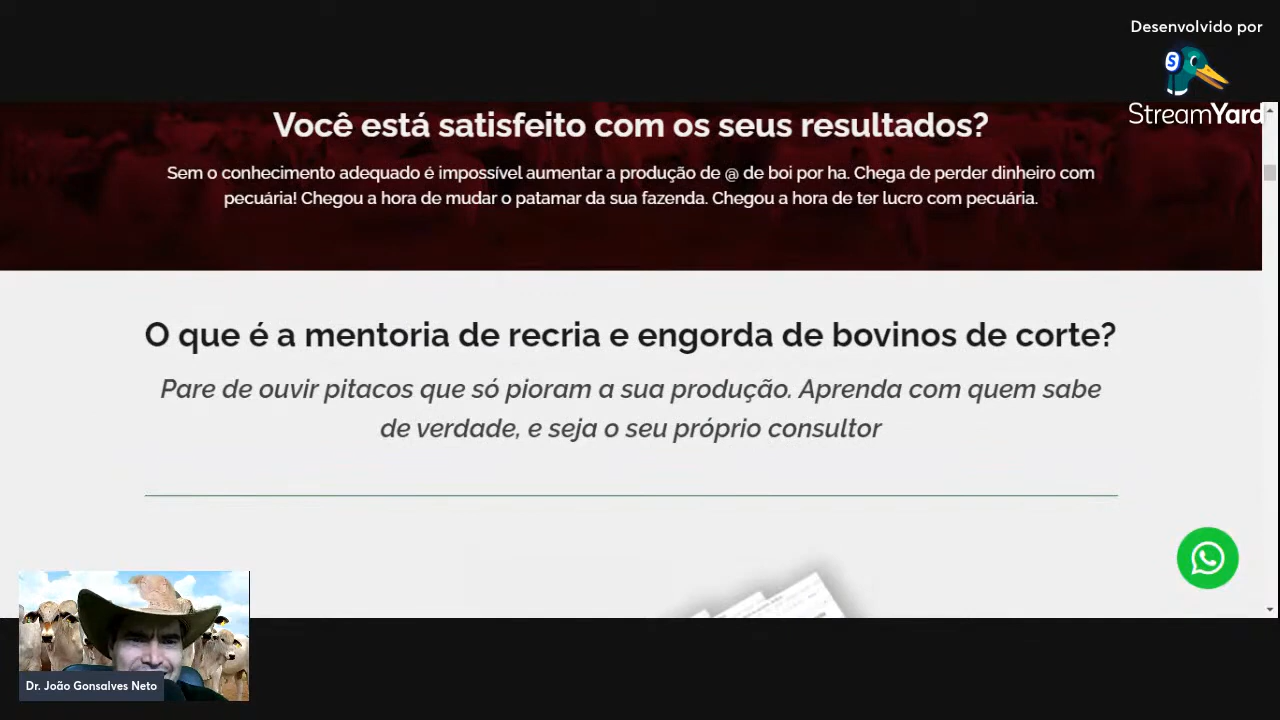 Desenvolvido por
StreamYard
Você está satisfeito com os seus resultados?
Sem o conhecimento adequado é impossível aumentar a produção de @ de boi por ha. Chega de perder dinheiro com
pecuária! Chegou a hora de mudar o patamar da sua fazenda. Chegou a hora de ter lucro com pecuária.
O que é a mentoria de recria e engorda de bovinos de corte?
Pare de ouvir pitacos que só pioram a sua produção. Aprenda com quem sabe
de verdade, e seja o seu próprio consultor
Dr. João Gonsalves Neto